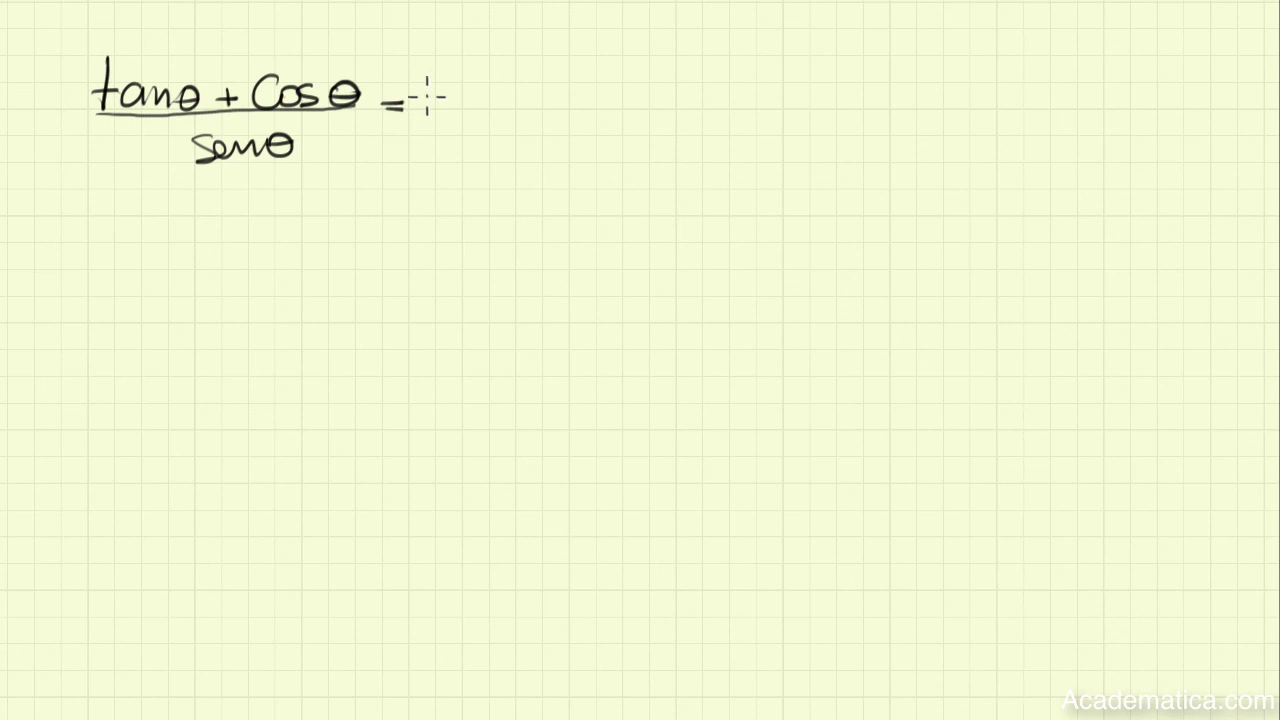 tanθ + Cosθ =
senθ
Academatica.com